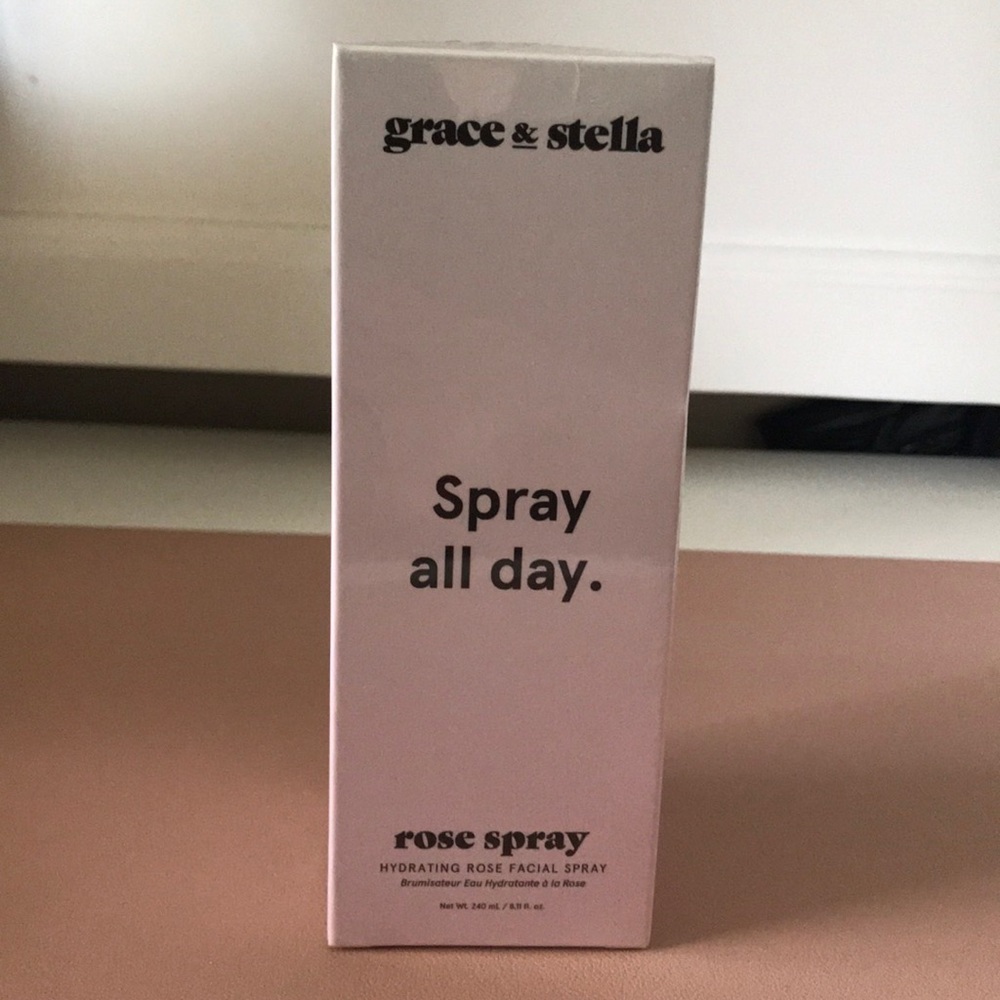 grace & stella
Spray
all day.
rose spray
HYDRATING ROSE FACIAL SPRAY
Brumisateur Eau Hydratante à la Rose
Net Wt. 240 mL / 8.11 fl. oz.